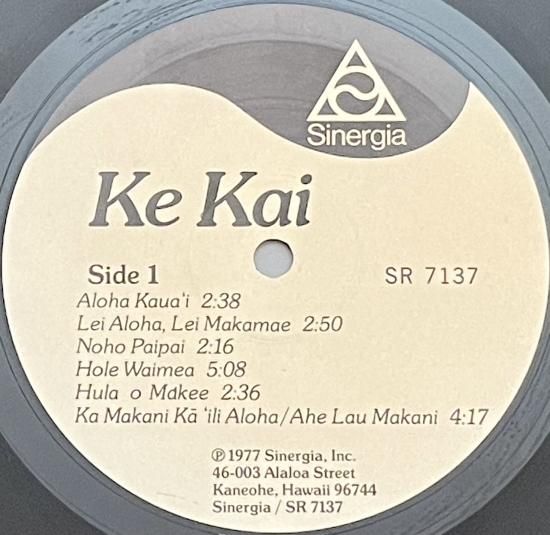 Sinergia
Ke Kai
Side 1
SR 7137
Aloha Kaua'i 2:38
Lei Aloha, Lei Makamae 2:50
Noho Paipai 2:16
Hole Waimea 5:08
Hula o Mākee 2:36
Ka Makani Kā 'ili Aloha/Ahe Lau Makani 4:17
℗ 1977 Sinergia, Inc.
46-003 Alaloa Street
Kaneohe, Hawaii 96744
Sinergia / SR 7137